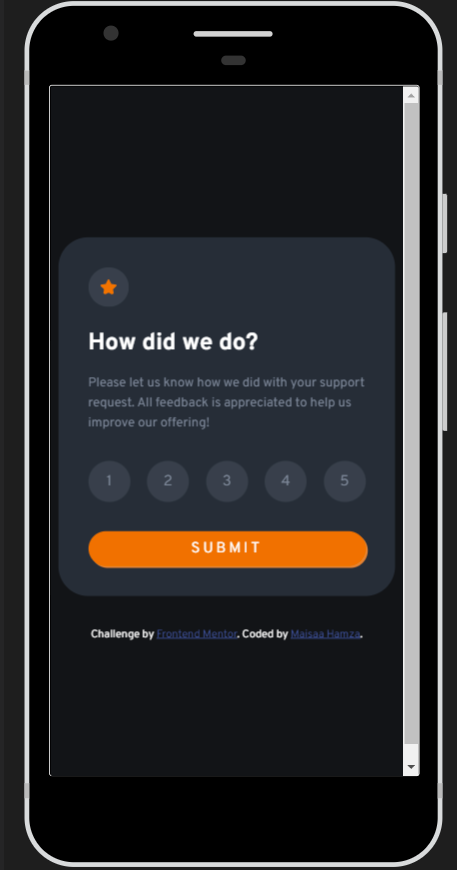 How did we do?
Please let us know how we did with your support
request. All feedback is appreciated to help us
improve our offering!
1 2 3 4 5
SUBMIT
Challenge by Frontend Mentor. Coded by Maisaa Hamza.